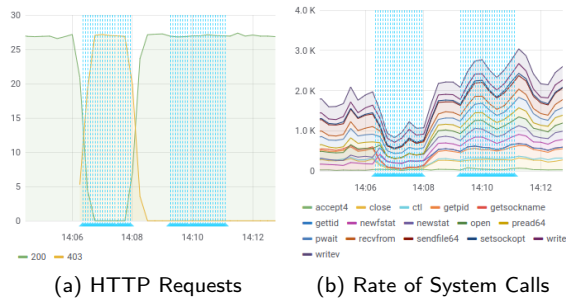 30
25
20
15
10
5
0
14:06 14:08 14:10 14:12
200 403
(a) HTTP Requests
4.0 K
3.0 K
2.0 K
1.0 K
0
14:06 14:08 14:10 14:12
accept4 close ctl getpid getsockname
gettid newfstat newstat open pread64
pwait recvfrom sendfile64 setsockopt write
writev
(b) Rate of System Calls